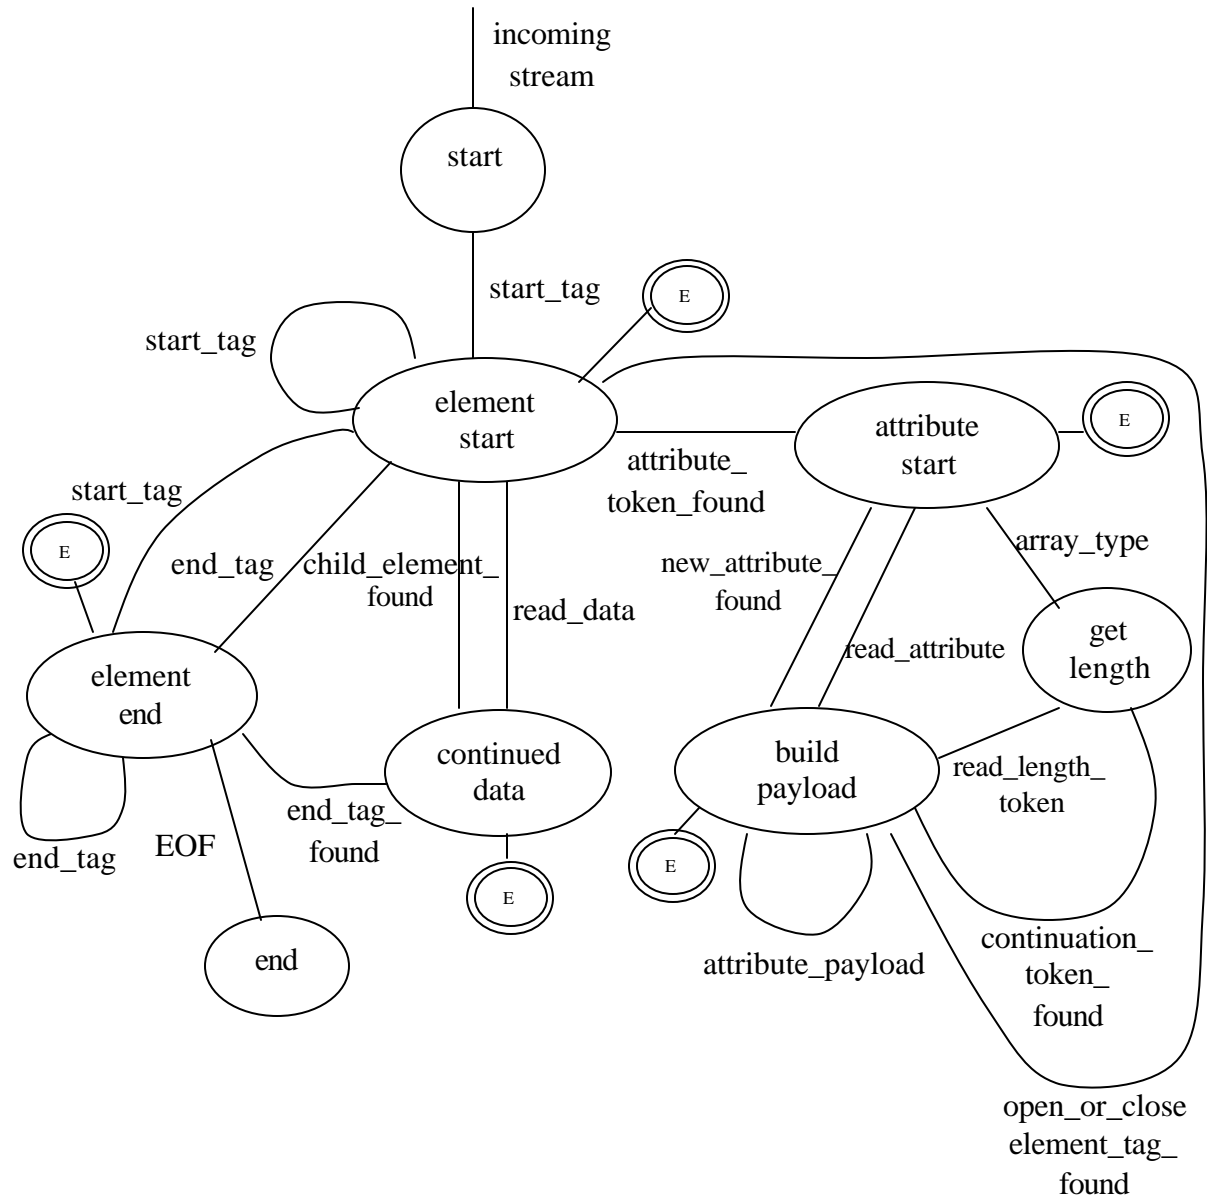 incoming
stream
start
start_tag
E
start_tag
element
start
attribute
start
E
attribute_
token_found
start_tag
E
end_tag
child_element_
found
read_data
new_attribute_
found
array_type
read_attribute
get
length
element
end
continued
data
build
payload
read_length_
token
end_tag_
found
EOF
end_tag
E
E
attribute_payload
continuation_
token_
found
end
open_or_close
element_tag_
found